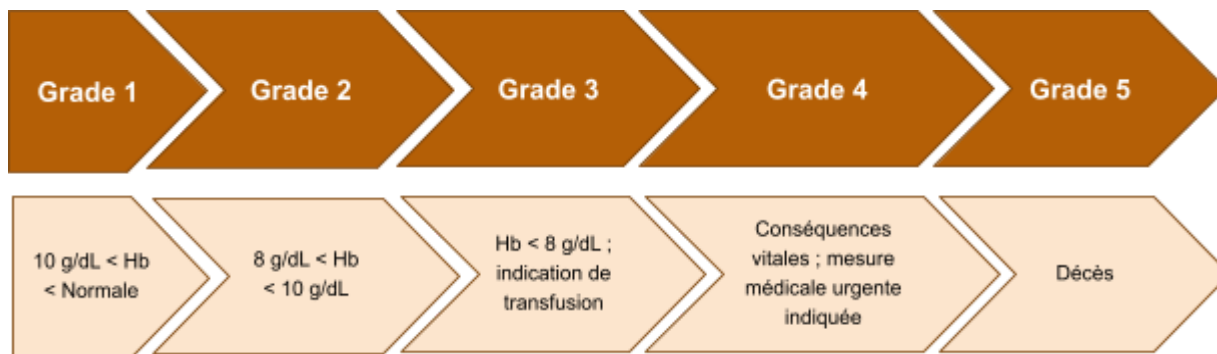 Grade 1
Grade 2
Grade 3
Grade 4
Grade 5
10 g/dL < Hb
< Normale
8 g/dL < Hb
< 10 g/dL
Hb < 8 g/dL ;
indication de
transfusion
Conséquences
vitales ; mesure
médicale urgente
indiquée
Décès